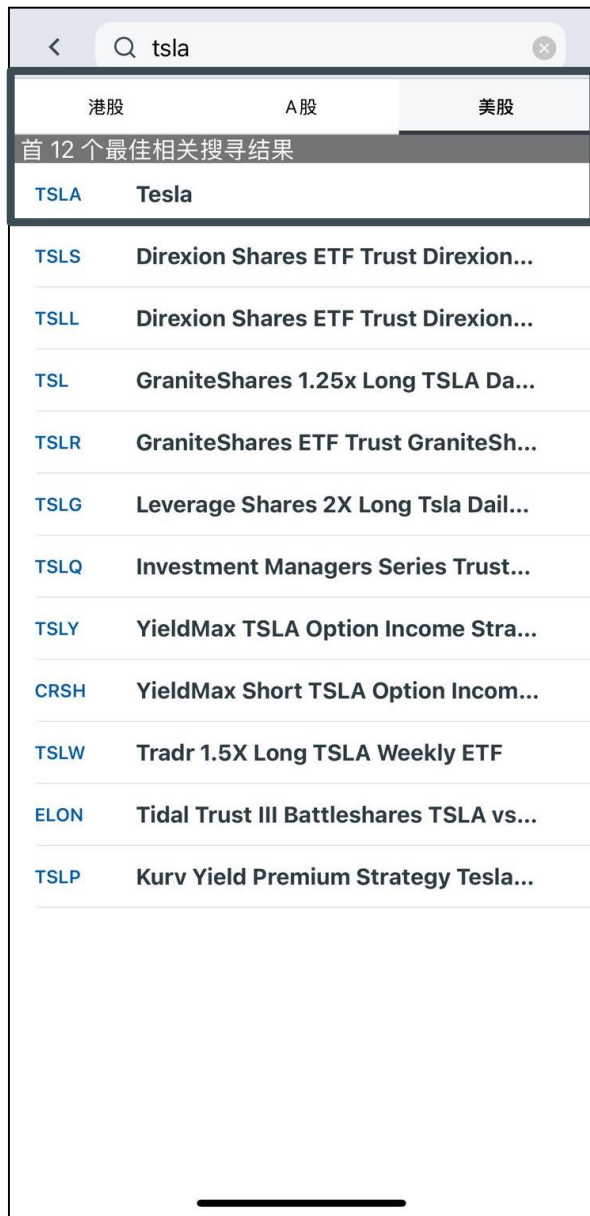 tsla
港股 A股 美股
首 12 个最佳相关搜寻结果
TSLA Tesla
TSLS Direxion Shares ETF Trust Direxion...
TSLL Direxion Shares ETF Trust Direxion...
TSL GraniteShares 1.25x Long TSLA Da...
TSLR GraniteShares ETF Trust GraniteSh...
TSLG Leverage Shares 2X Long Tsla Dail...
TSLQ Investment Managers Series Trust...
TSLY YieldMax TSLA Option Income Stra...
CRSH YieldMax Short TSLA Option Incom...
TSLW Tradr 1.5X Long TSLA Weekly ETF
ELON Tidal Trust III Battleshares TSLA vs...
TSLP Kurv Yield Premium Strategy Tesla...